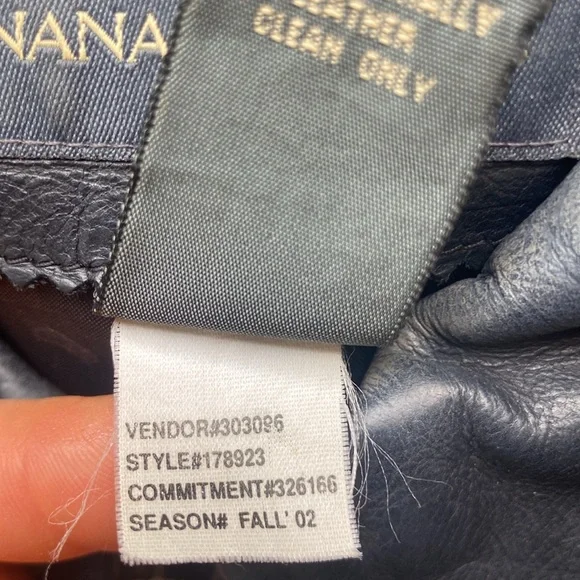 NANA
LEATHER
CLEAN ONLY
VENDOR#303096
STYLE#178923
COMMITMENT#326166
SEASON# FALL' 02